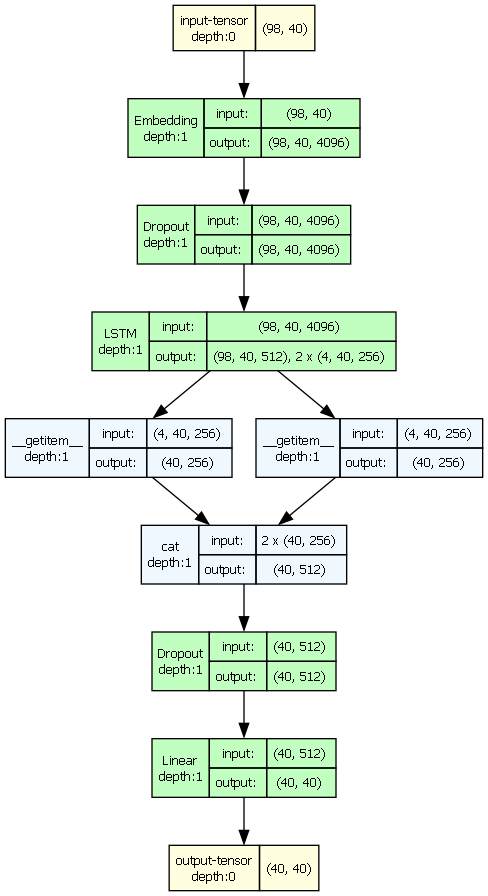 input-tensor
depth:0
(98, 40)
Embedding
depth:1
input:
(98, 40)
output:
(98, 40, 4096)
Dropout
depth:1
input:
(98, 40, 4096)
output:
(98, 40, 4096)
LSTM
depth:1
input:
(98, 40, 4096)
output:
(98, 40, 512), 2 x (4, 40, 256)
__getitem__
depth:1
input:
(4, 40, 256)
output:
(40, 256)
__getitem__
depth:1
input:
(4, 40, 256)
output:
(40, 256)
cat
depth:1
input:
2 x (40, 256)
output:
(40, 512)
Dropout
depth:1
input:
(40, 512)
output:
(40, 512)
Linear
depth:1
input:
(40, 512)
output:
(40, 40)
output-tensor
depth:0
(40, 40)